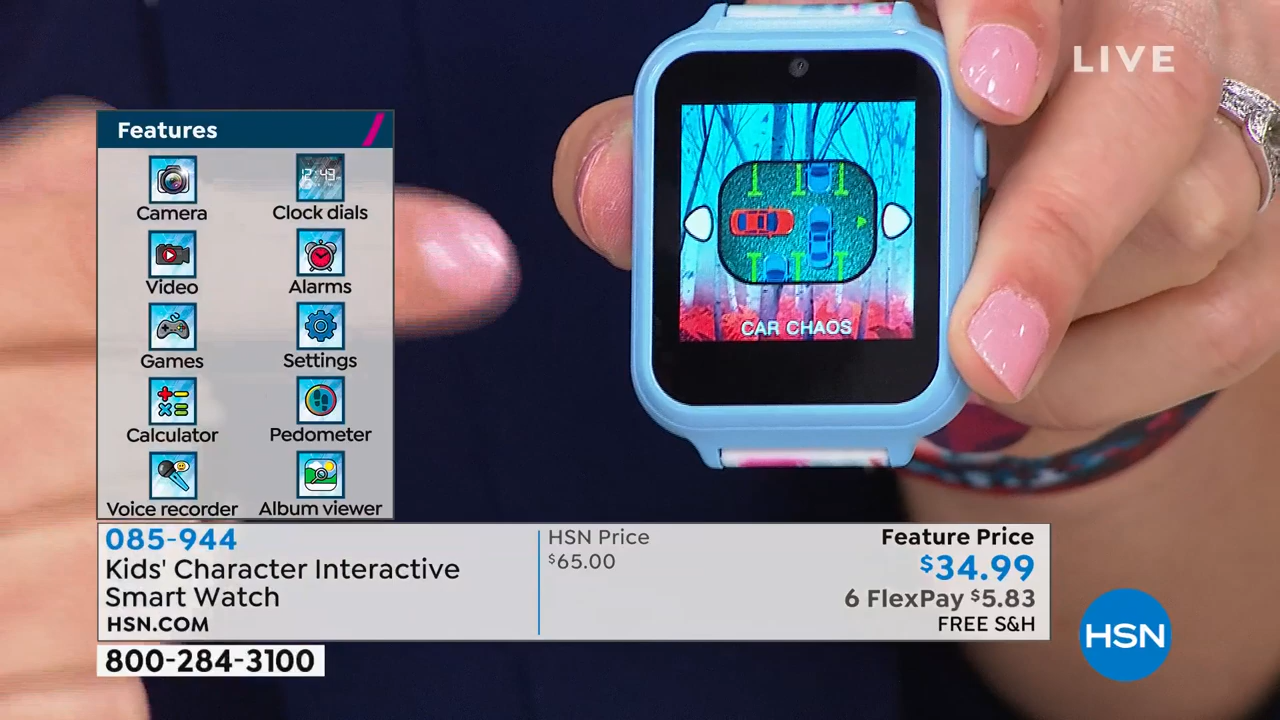 LIVE
Features
Camera
Clock dials
12:43
Video
Alarms
Games
Settings
Calculator
Pedometer
Voice recorder
Album viewer
CAR CHAOS
085-944
Kids' Character Interactive
Smart Watch
HSN.COM
HSN Price
$65.00
Feature Price
$34.99
6 FlexPay $5.83
FREE S&H
800-284-3100
HSN